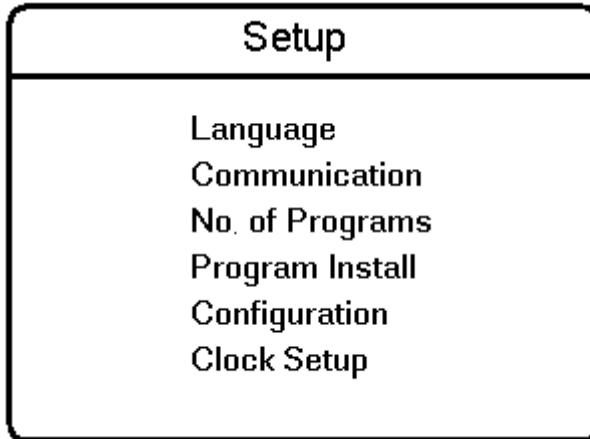 Setup
Language
Communication
No. of Programs
Program Install
Configuration
Clock Setup